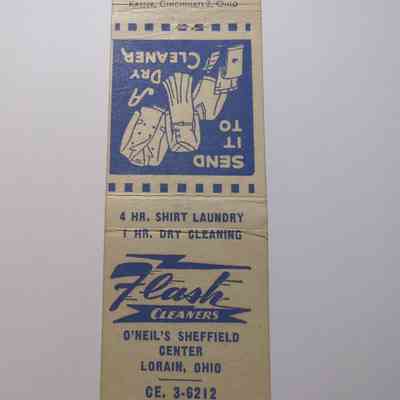 Kaeser, Cincinnati 2, Ohio
SEND
IT TO
A
DRY
CLEANER
4 HR. SHIRT LAUNDRY
1 HR. DRY CLEANING
Flash
CLEANERS
O'NEIL'S SHEFFIELD
CENTER
LORAIN, OHIO
CE. 3-6212